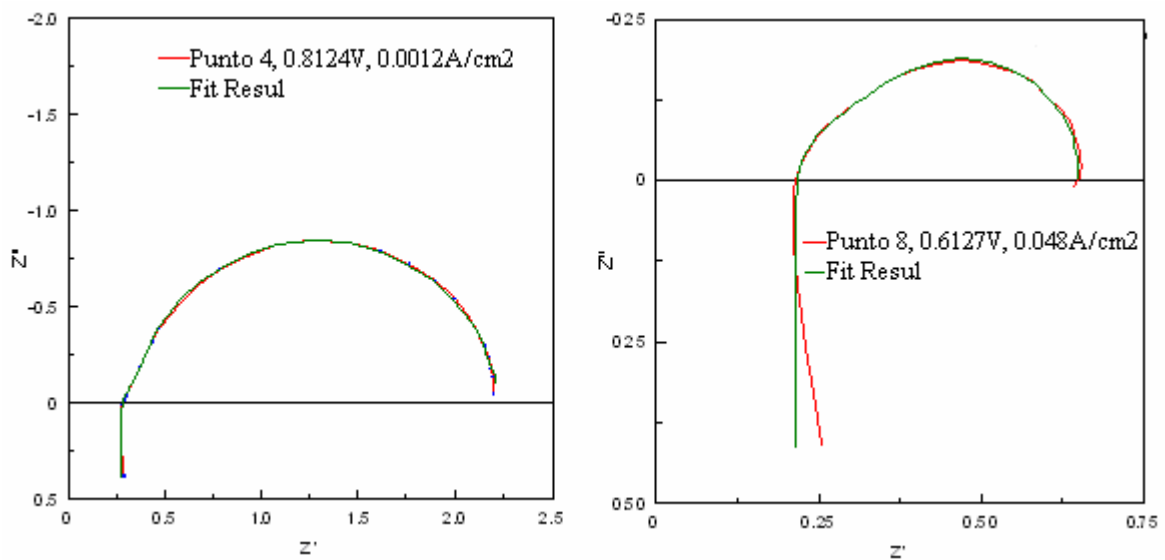 -2.0
Punto 4, 0.8124V, 0.0012A/cm2
Fit Resul
-1.5
-1.0
Z''
-0.5
0
0.5
0
0.5
1.0
1.5
2.0
2.5
Z'
-0.25
0
Z''
Punto 8, 0.6127V, 0.048A/cm2
Fit Resul
0.25
0.50
0
0.25
0.50
0.75
Z'